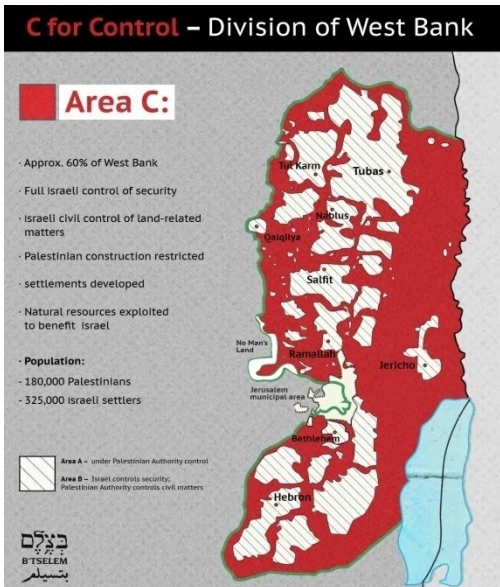 C for Control – Division of West Bank
Area C:
· Approx. 60% of West Bank
· Full israeli control of security
· israeli civil control of land-related
matters
· Palestinian construction restricted
· settlements developed
· Natural resources exploited
to benefit israel
· Population:
- 180,000 Palestinians
- 325,000 israeli settlers
Tul Karm
Tubas
Nablus
Qalqilya
Salfit
No Man's
Land
Ramallah
Jericho
Jerusalem
municipal area
Bethlehem
Hebron
Area A – under Palestinian Authority control
Area B – Israel controls security;
Palestinian Authority controls civil matters
בצלם
B'TSELEM
بتسيلم